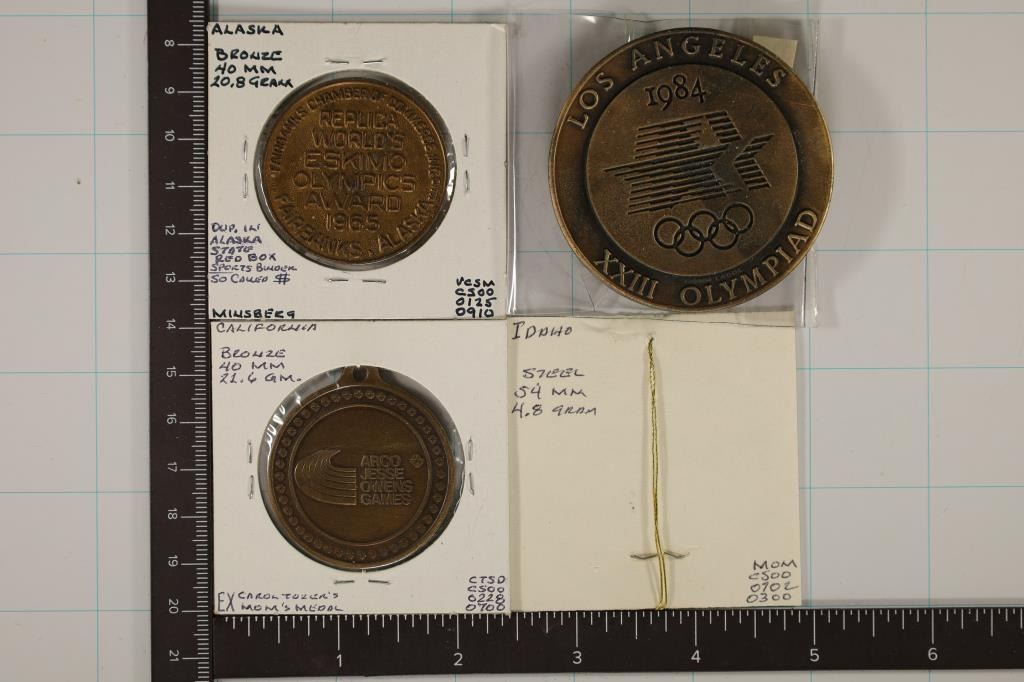 ALASKA
BRONZE
40 MM
20.8 GRAM
FAIRBANKS CHAMBER OF COMMERCE, INC.
REPLICA
WORLD'S
ESKIMO
OLYMPICS
AWARD
1965
FAIRBANKS, ALASKA
DUP. IN
ALASKA
STATE
RED BOX
SPORTS BINDER
SO CALLED $
VCSM
CS00
0125
0910
MINSBERG
LOS ANGELES
1984
XXIII OLYMPIAD
CALIFORNIA
BRONZE
40 MM
21.6 GM.
ARCO
JESSE
OWENS
GAMES
EX CAROL TUZER'S
MOM'S MEDAL
CTSD
CS00
0228
0700
IDAHO
STEEL
54 MM
4.8 GRAM
MOM
CS00
0702
0300
8
9
10
11
12
13
14
15
16
17
18
19
20
21
1 2 3 4 5 6